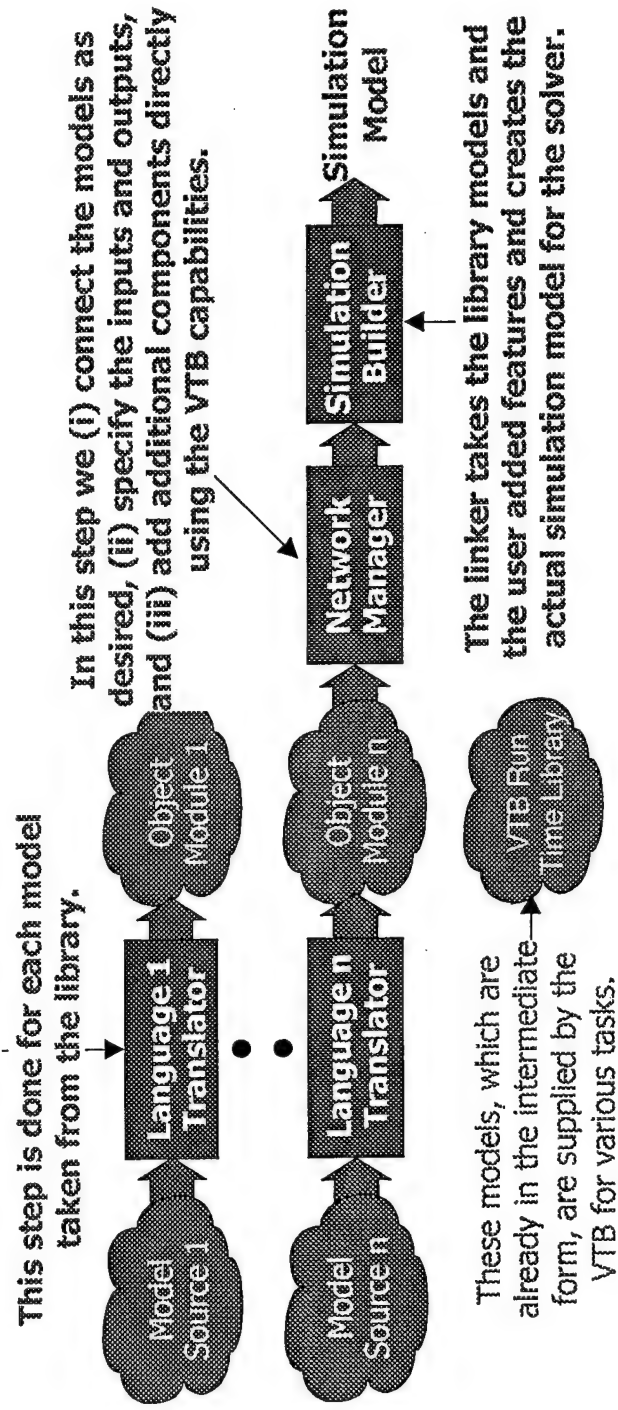 This step is done for each model
taken from the library.
In this step we (i) connect the models as
desired, (ii) specify the inputs and outputs,
and (iii) add additional components directly
using the VTB capabilities.
Model
Source 1
Language 1
Translator
Object
Module 1
Model
Source n
Language n
Translator
Object
Module n
Network
Manager
Simulation
Builder
Simulation
Model
These models, which are
already in the intermediate
form, are supplied by the
VTB for various tasks.
VTB Run
Time Library
The linker takes the library models and
the user added features and creates the
actual simulation model for the solver.